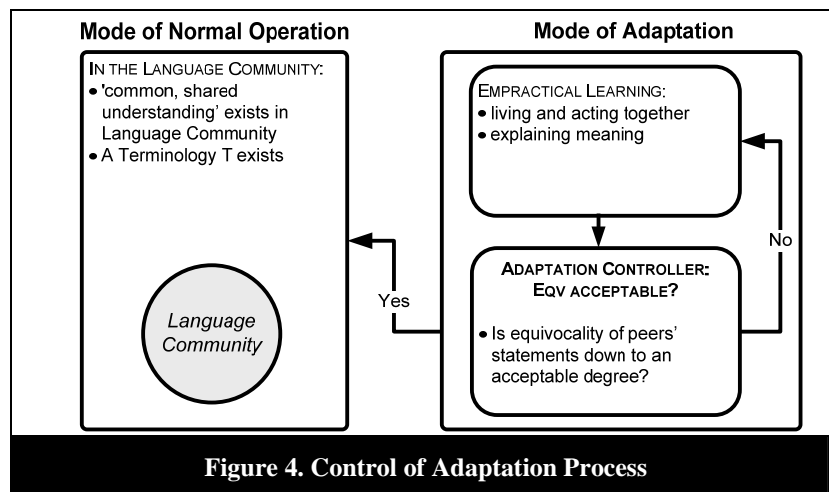 Mode of Normal Operation
IN THE LANGUAGE COMMUNITY:
• 'common, shared
understanding' exists in
Language Community
• A Terminology T exists
Language
Community
Mode of Adaptation
EMPRACTICAL LEARNING:
• living and acting together
• explaining meaning
No
ADAPTATION CONTROLLER:
EQV ACCEPTABLE?
• Is equivocality of peers'
statements down to an
acceptable degree?
Yes
Figure 4. Control of Adaptation Process